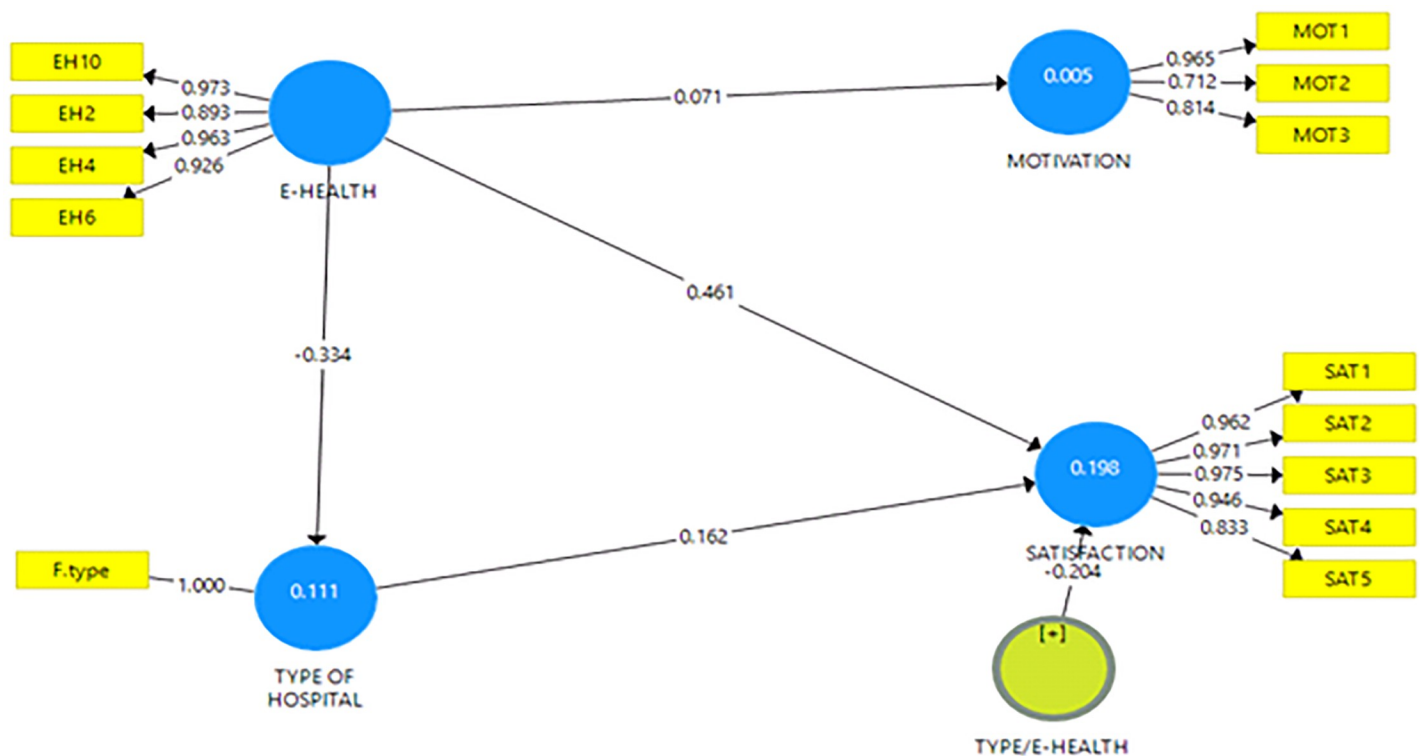 EH10
EH2
EH4
EH6
0.973
0.893
0.963
0.926
E-HEALTH
0.071
0.005
MOTIVATION
0.965
0.712
0.814
MOT1
MOT2
MOT3
0.461
-0.334
F.type
1.000
0.111
TYPE OF
HOSPITAL
0.162
0.198
SATISFACTION
-0.204
0.962
0.971
0.975
0.946
0.833
SAT1
SAT2
SAT3
SAT4
SAT5
[+]
TYPE/E-HEALTH